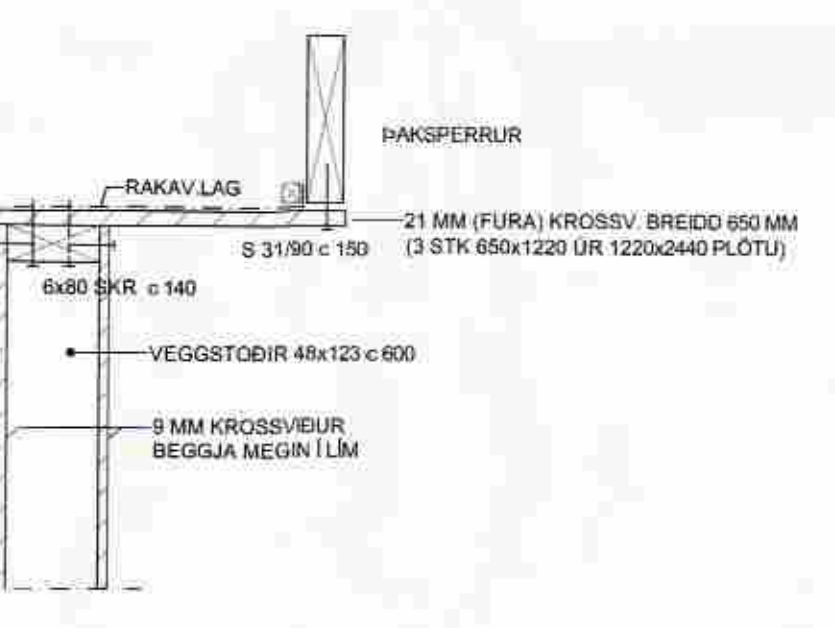 ÞAKSPERRUR
RAKAV.LAG
21 MM (FURA) KROSSV. BREIDD 650 MM
(3 STK 650x1220 ÚR 1220x2440 PLÖTU)
S 31/90 c 150
6x80 SKR c 140
VEGGSTOÐIR 48x123 c 600
9 MM KROSSVIÐUR
BEGGJA MEGIN Í LÍM